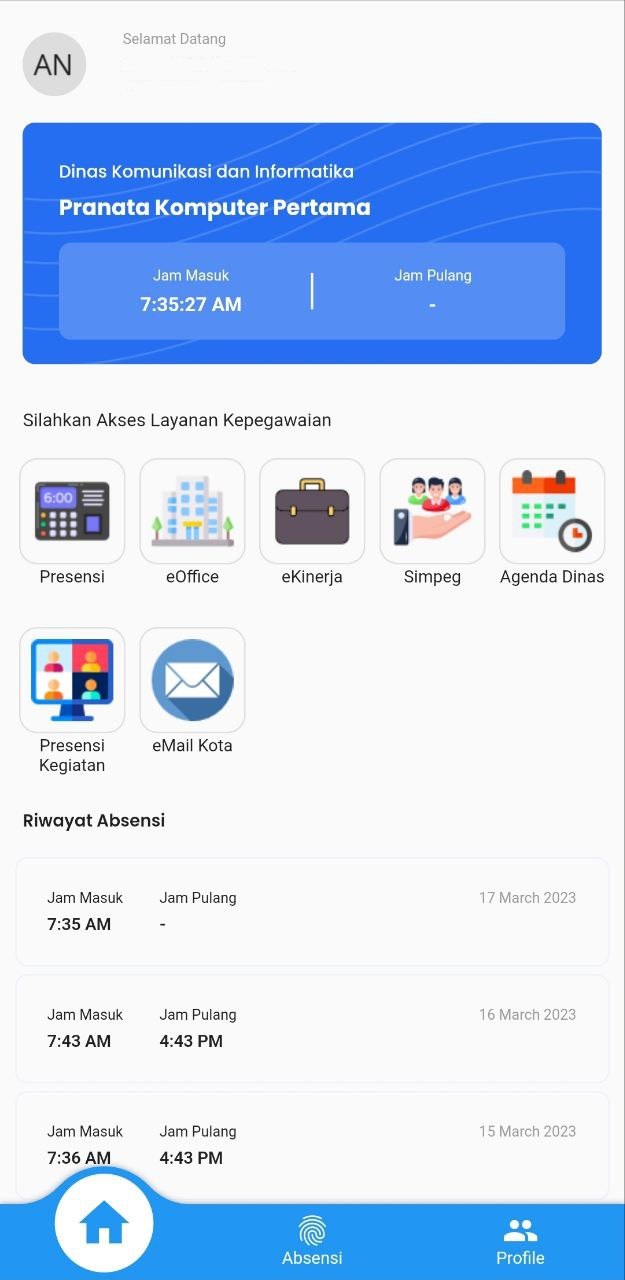 AN
Selamat Datang
Dinas Komunikasi dan Informatika
Pranata Komputer Pertama
Jam Masuk
Jam Pulang
7:35:27 AM
-
Silahkan Akses Layanan Kepegawaian
6:00
Presensi
eOffice
eKinerja
Simpeg
Agenda Dinas
Presensi
Kegiatan
eMail Kota
Riwayat Absensi
Jam Masuk Jam Pulang 17 March 2023
7:35 AM -
Jam Masuk Jam Pulang 16 March 2023
7:43 AM 4:43 PM
Jam Masuk Jam Pulang 15 March 2023
7:36 AM 4:43 PM
Absensi
Profile